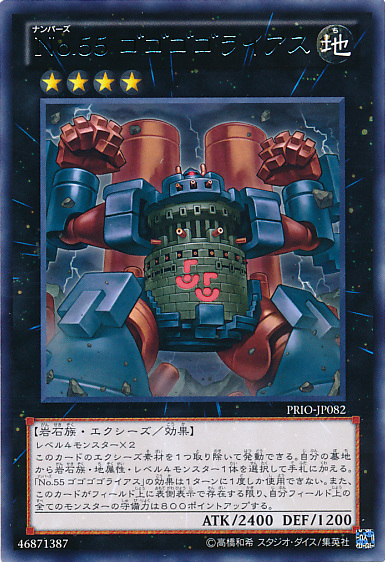 ナンバーズ
No.55 ゴゴゴゴライアス
ち
地
55
PRIO-JP082
【岩石族・エクシーズ/効果】
レベル4モンスター×2
このカードのエクシーズ素材を1つ取り除いて発動できる。自分の墓地
から岩石族・地属性・レベル4モンスター1体を選択して手札に加える。
「No.55 ゴゴゴゴライアス」の効果は1ターンに1度しか使用できない。また、
このカードがフィールド上に表側表示で存在する限り、自分フィールド上の
全てのモンスターの守備力は800ポイントアップする。
ATK/2400 DEF/1200
46871387
©高橋和希 スタジオ・ダイス/集英社